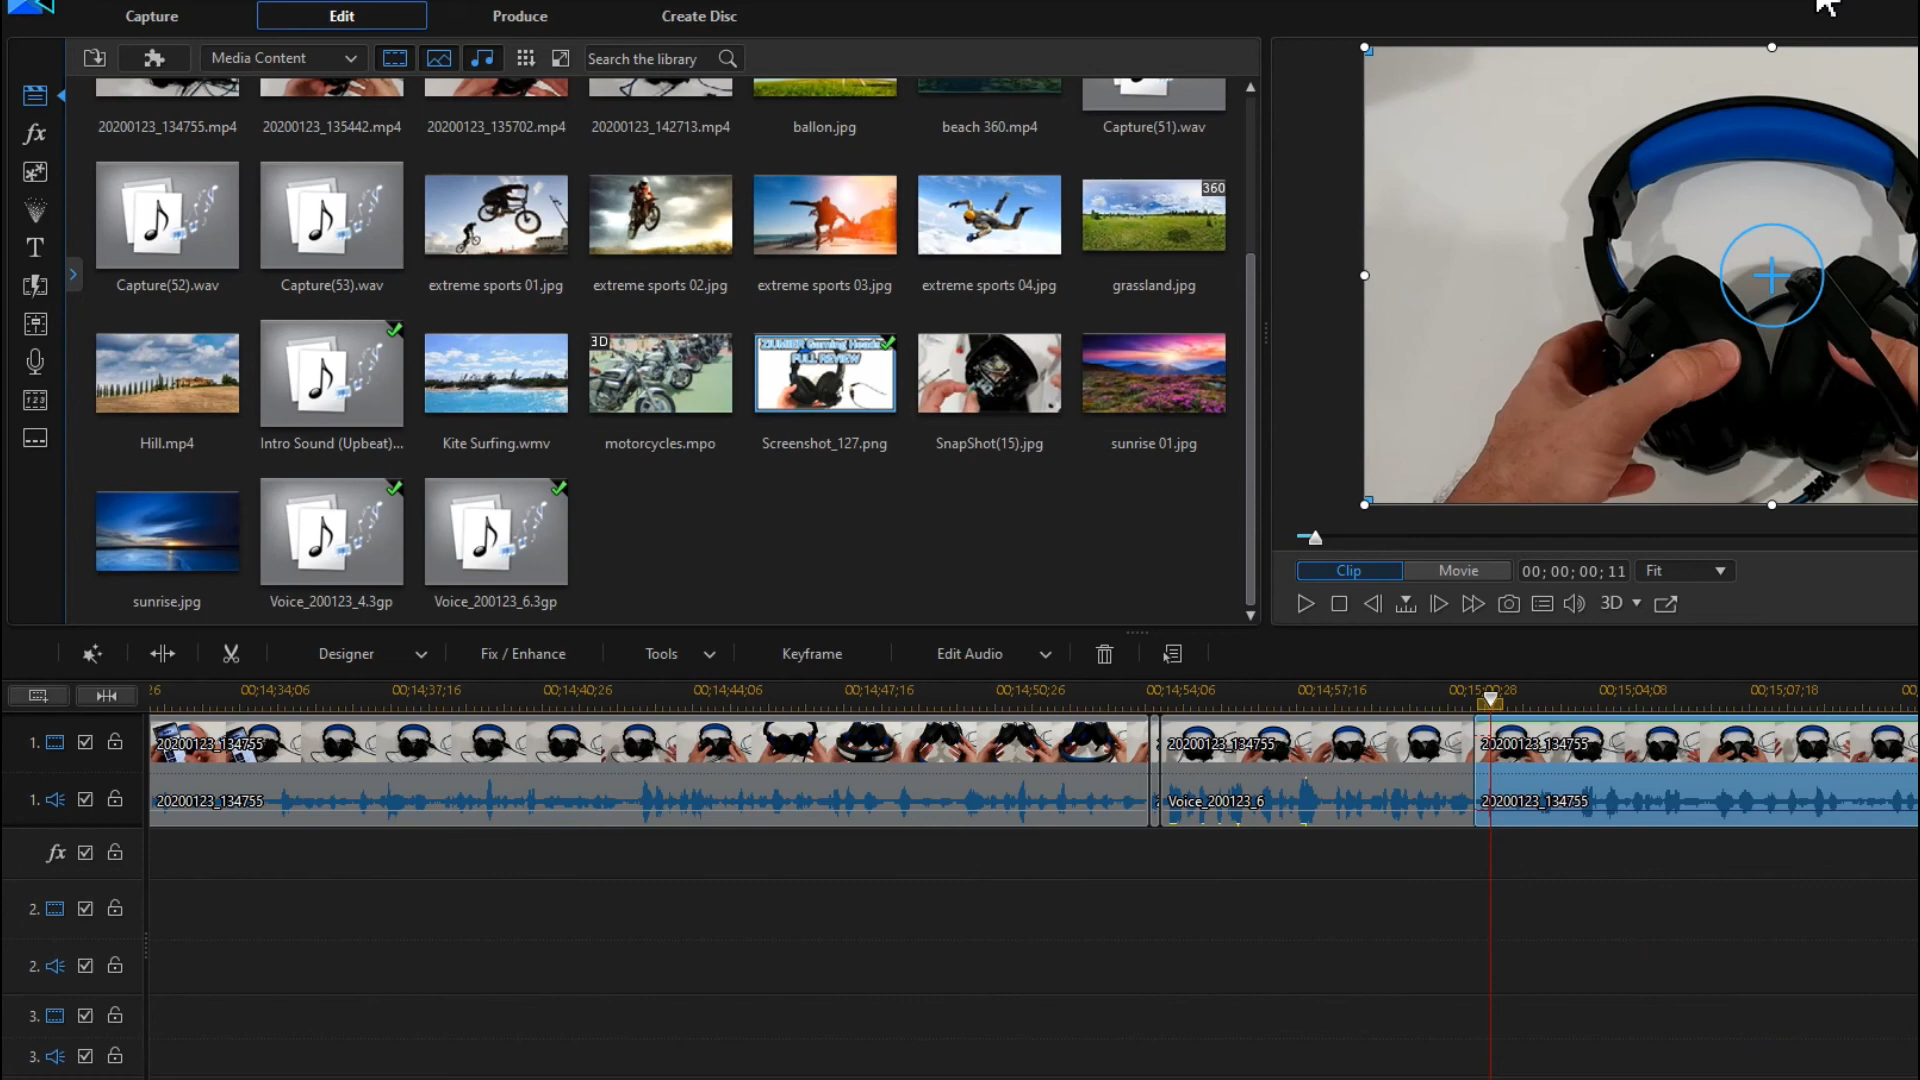 Capture Edit Produce Create Disc
Media Content Search the library
20200123_134755.mp4 20200123_135442.mp4 20200123_135702.mp4 20200123_142713.mp4 ballon.jpg beach 360.mp4 Capture(51).wav
360
Capture(52).wav Capture(53).wav extreme sports 01.jpg extreme sports 02.jpg extreme sports 03.jpg extreme sports 04.jpg grassland.jpg
3D
FULL REVIEW
Hill.mp4 Intro Sound (Upbeat)... Kite Surfing.wmv motorcycles.mpo Screenshot_127.png SnapShot(15).jpg sunrise 01.jpg
sunrise.jpg Voice_200123_4.3gp Voice_200123_6.3gp
Clip Movie 00;00;00;11 Fit
3D
T
Designer Fix / Enhance Tools Keyframe Edit Audio
26 00;14;34;06 00;14;37;16 00;14;40;26 00;14;44;06 00;14;47;16 00;14;50;26 00;14;54;06 00;14;57;16 00;15;04;08 00;15;07;18 00,
1. 20200123_134755 20200123_134755 20200123_134755
1. 20200123_134755 Voice_200123_6 20200123_134755
fx
2.
2.
3.
3.